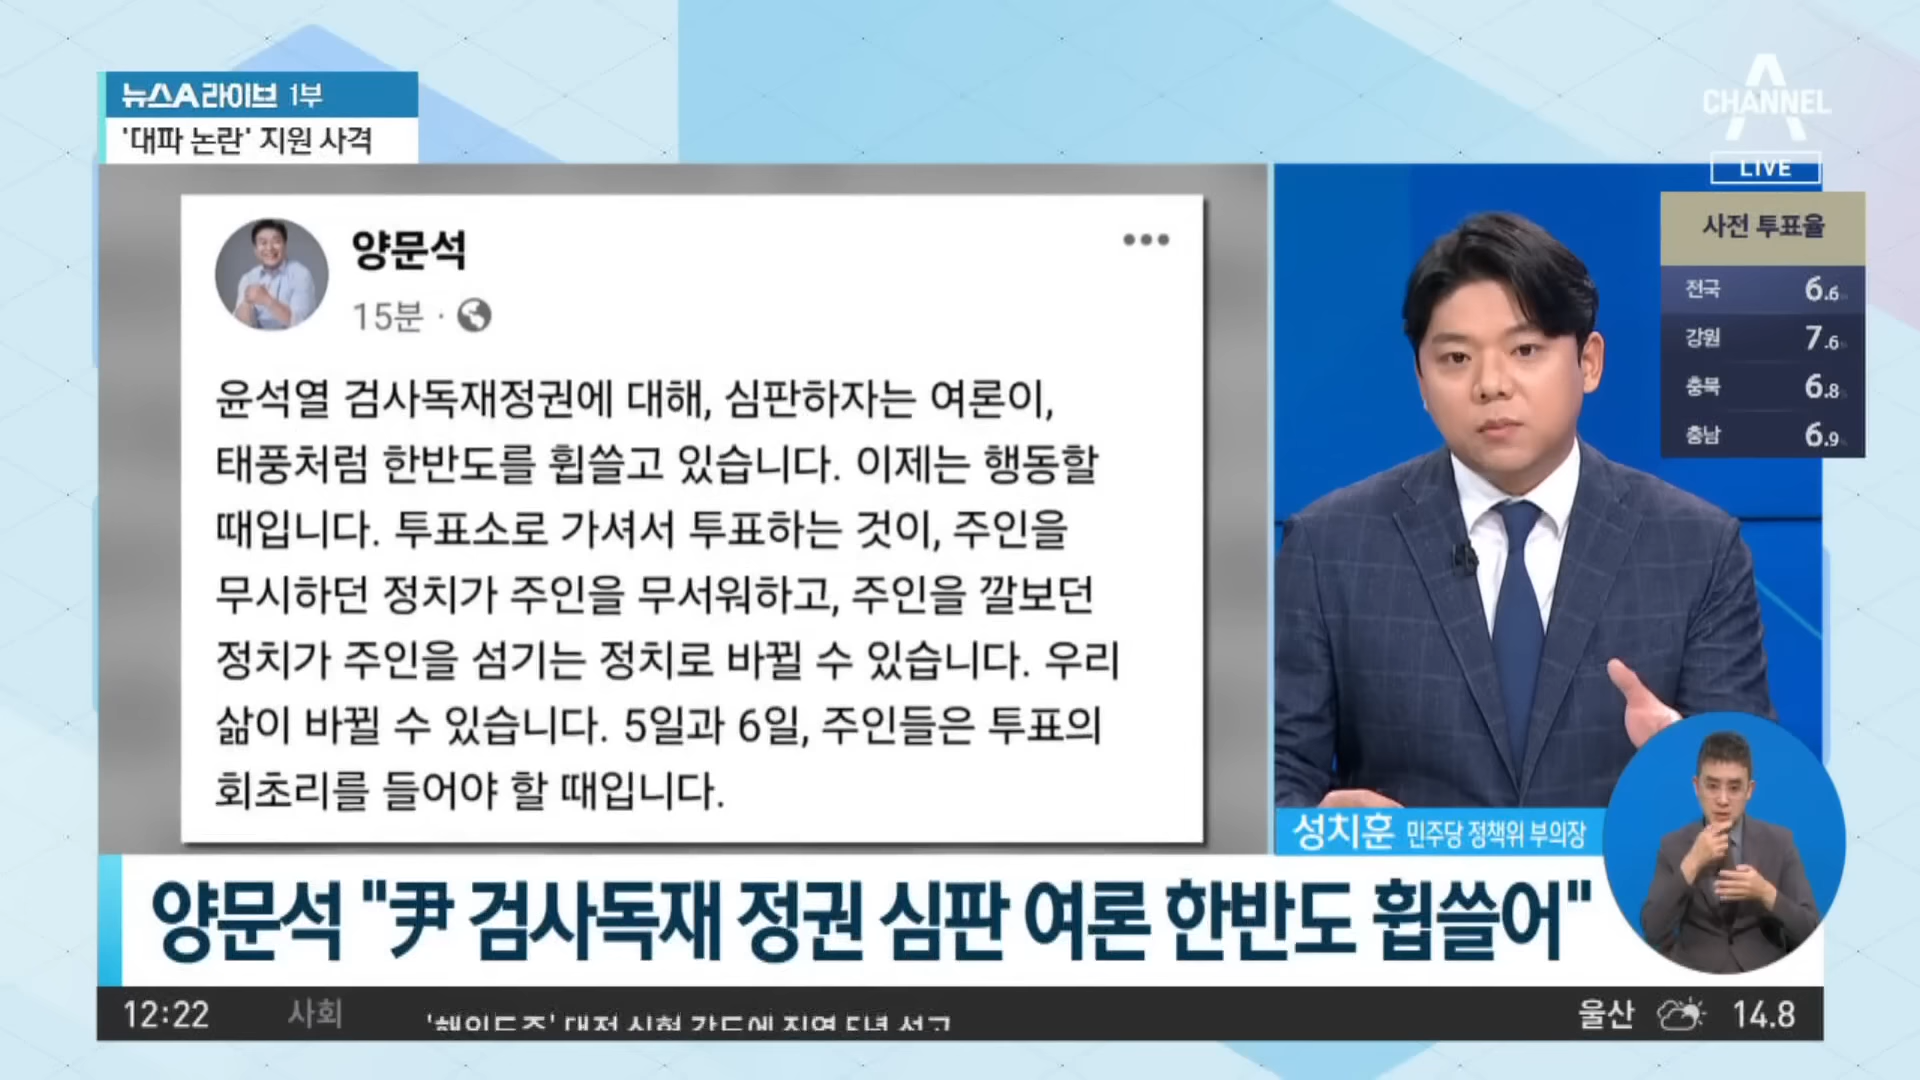 뉴스A라이브 1부
'대파 논란' 지원 사격
CHANNEL A
LIVE
사전 투표율
전국 6.6
강원 7.6
충북 6.8
충남 6.9
양문석
15분 ·
윤석열 검사독재정권에 대해, 심판하자는 여론이,
태풍처럼 한반도를 휩쓸고 있습니다. 이제는 행동할
때입니다. 투표소로 가셔서 투표하는 것이, 주인을
무시하던 정치가 주인을 무서워하고, 주인을 깔보던
정치가 주인을 섬기는 정치로 바뀔 수 있습니다. 우리
삶이 바뀔 수 있습니다. 5일과 6일, 주인들은 투표의
회초리를 들어야 할 때입니다.
성치훈 민주당 정책위 부의장
양문석 "尹 검사독재 정권 심판 여론 한반도 휩쓸어"
12:22 사회
울산 14.8